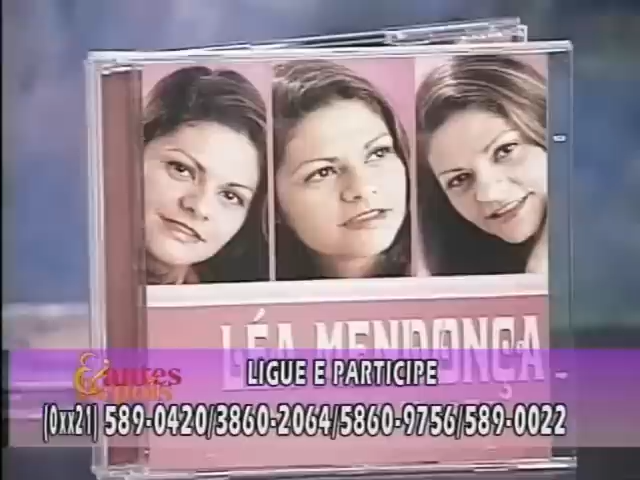 LÉA MENDONÇA
antes
& depois
LIGUE E PARTICIPE
(0xx21) 589-0420/3860-2064/5860-9756/589-0022